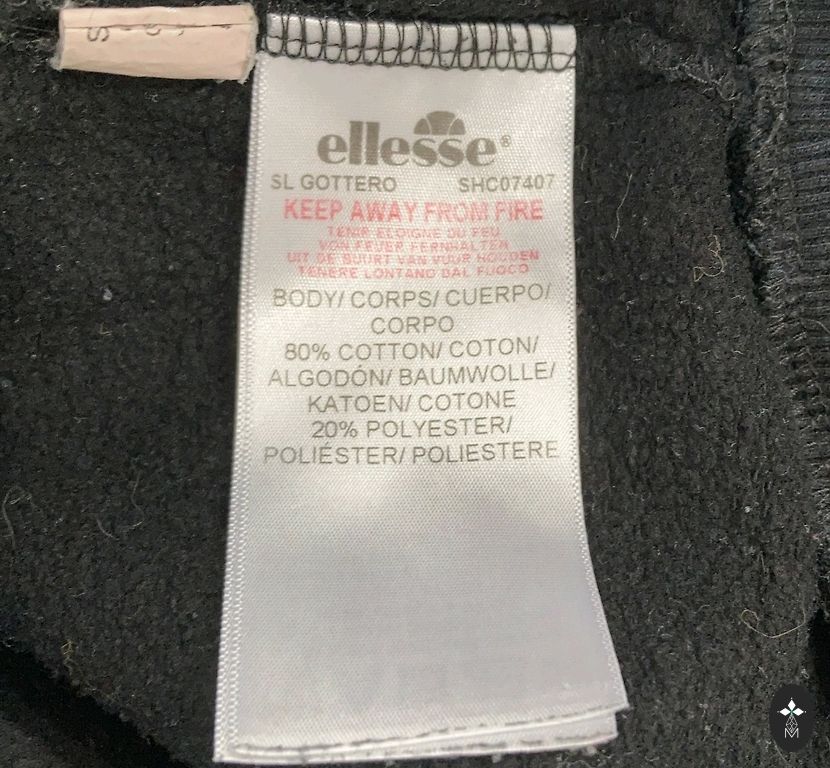 ellesse®
SL GOTTERO SHC07407
KEEP AWAY FROM FIRE
TENIR ELOIGNE DU FEU
VON FEUER FERNHALTEN
UIT DE BUURT VAN VUUR HOUDEN
TENERE LONTANO DAL FUOCO
BODY/ CORPS/ CUERPO/
CORPO
80% COTTON/ COTON/
ALGODÓN/ BAUMWOLLE/
KATOEN/ COTONE
20% POLYESTER/
POLIÉSTER/ POLIESTERE
M